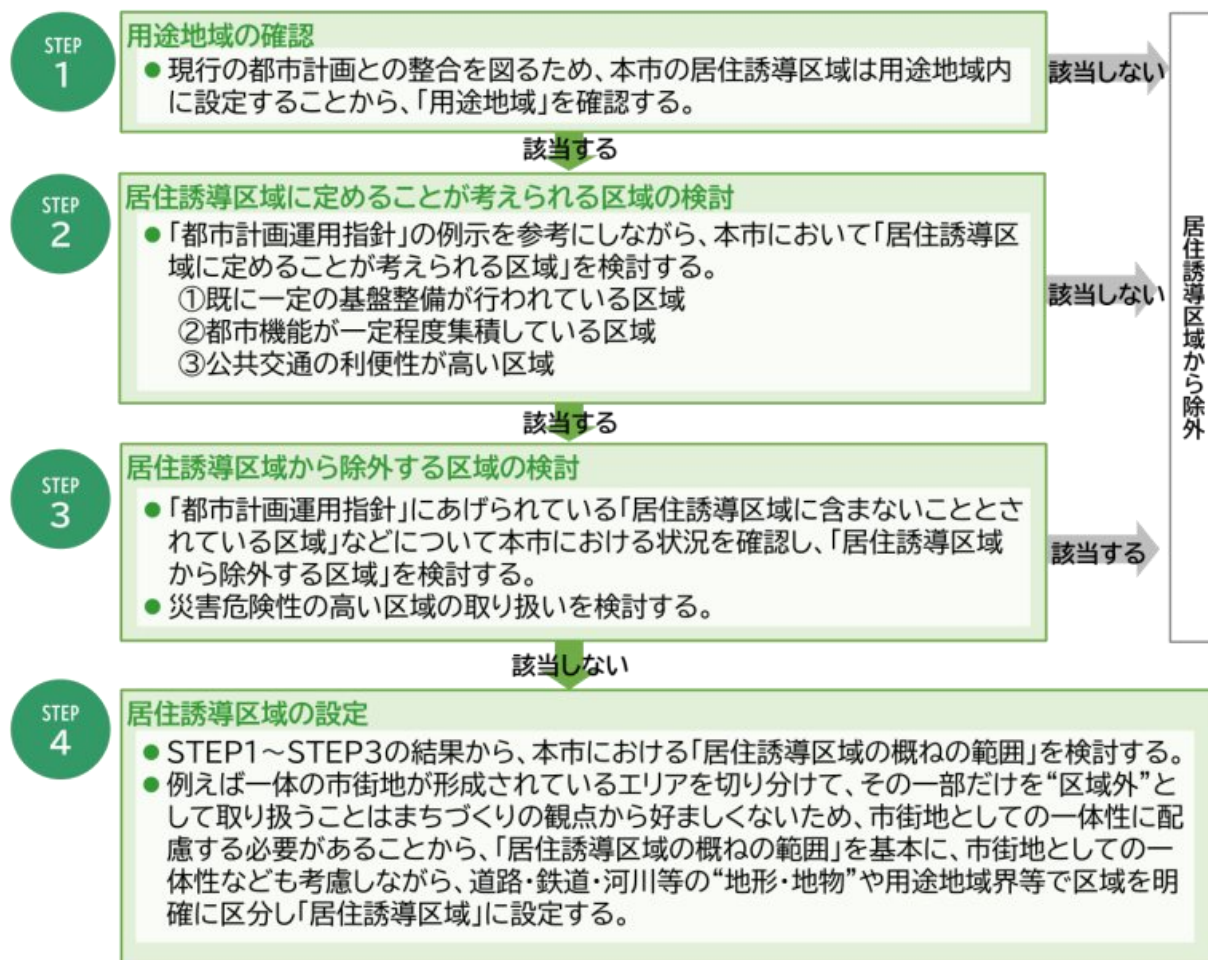 STEP
1
用途地域の確認
●現行の都市計画との整合を図るため、本市の居住誘導区域は用途地域内
に設定することから、「用途地域」を確認する。
該当しない
該当する
STEP
2
居住誘導区域に定めることが考えられる区域の検討
●「都市計画運用指針」の例示を参考にしながら、本市において「居住誘導区
域に定めることが考えられる区域」を検討する。
①既に一定の基盤整備が行われている区域
②都市機能が一定程度集積している区域
③公共交通の利便性が高い区域
該当しない
該当する
STEP
3
居住誘導区域から除外する区域の検討
●「都市計画運用指針」にあげられている「居住誘導区域に含まないこととさ
れている区域」などについて本市における状況を確認し、「居住誘導区域
から除外する区域」を検討する。
●災害危険性の高い区域の取り扱いを検討する。
該当する
該当しない
居住誘導区域から除外
STEP
4
居住誘導区域の設定
●STEP1～STEP3の結果から、本市における「居住誘導区域の概ねの範囲」を検討する。
●例えば一体の市街地が形成されているエリアを切り分けて、その一部だけを“区域外”と
して取り扱うことはまちづくりの観点から好ましくないため、市街地としての一体性に配
慮する必要があることから、「居住誘導区域の概ねの範囲」を基本に、市街地としての一
体性なども考慮しながら、道路・鉄道・河川等の“地形・地物”や用途地域界等で区域を明
確に区分し「居住誘導区域」に設定する。